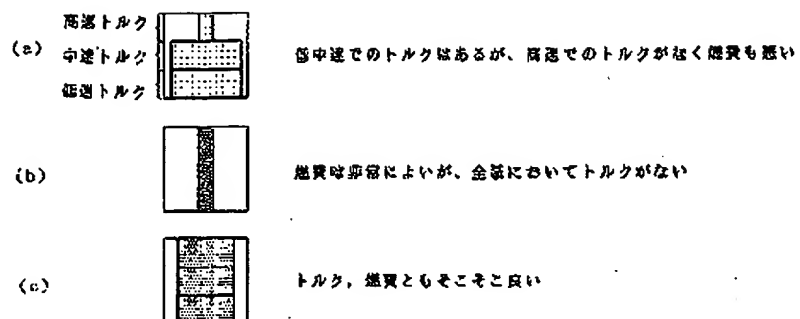 高速トルク
(a) 中速トルク 低中速でのトルクはあるが、高速でのトルクがなく燃費も悪い
低速トルク
(b) 燃費は非常によいが、全域においてトルクがない
(c) トルク，燃費ともそこそこ良い